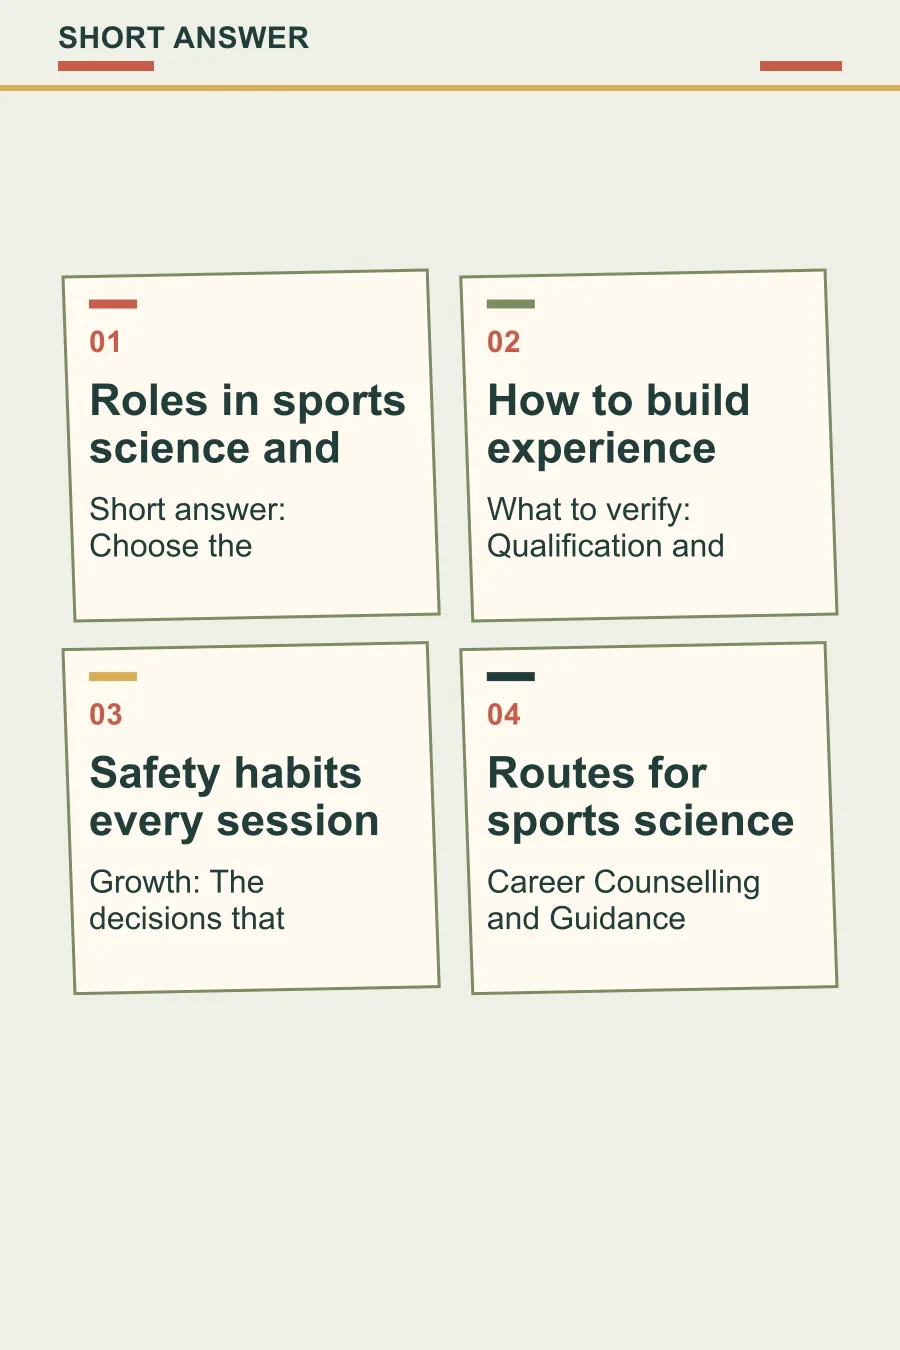 SHORT ANSWER
01
Roles in sports
science and
Short answer:
Choose the
02
How to build
experience
What to verify:
Qualification and
03
Safety habits
every session
Growth: The
decisions that
04
Routes for
sports science
Career Counselling
and Guidance